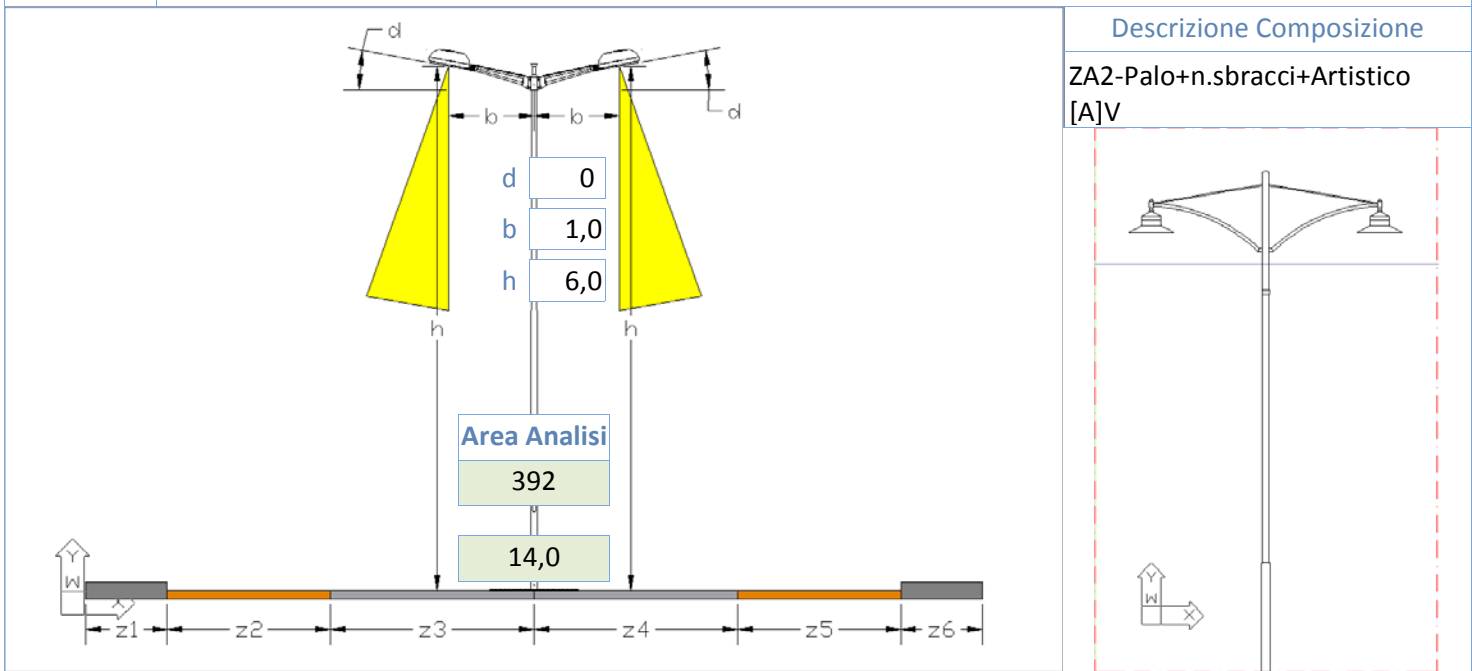 Descrizione Composizione
ZA2-Palo+n.sbracci+Artistico
[A]V
d
d
b
b
d 0
b 1,0
h 6,0
h
h
Area Analisi
392
14,0
Y
W
X
z1
z2
z3
z4
z5
z6
Y
W
X